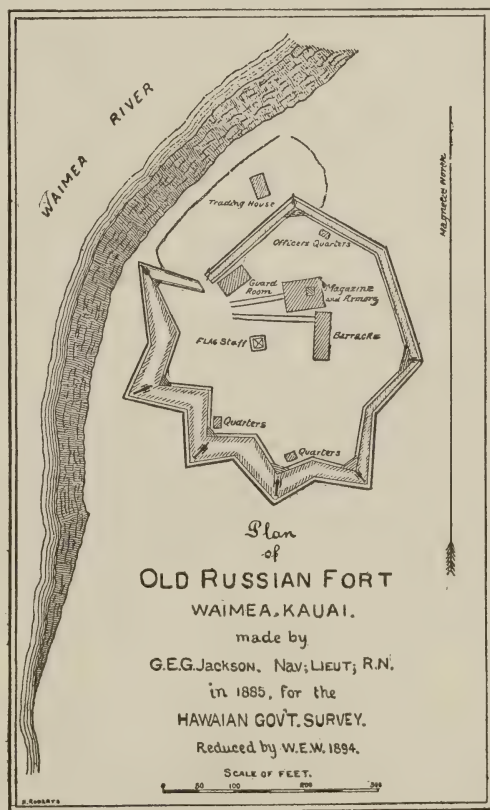 WAIMEA RIVER
Magnetic North
Trading House
Officers Quarters
Guard
Room
Magazine
and Armory
FLAG Staff
Barracks
Quarters
Quarters
Plan
of
OLD RUSSIAN FORT
WAIMEA, KAUAI.
made by
G.E.G. Jackson. Nav; LIEUT; R.N.
in 1885, for the
HAWAIAN GOV'T. SURVEY.
Reduced by W.E.W. 1894.
SCALE OF FEET.
0 50 100 200 300